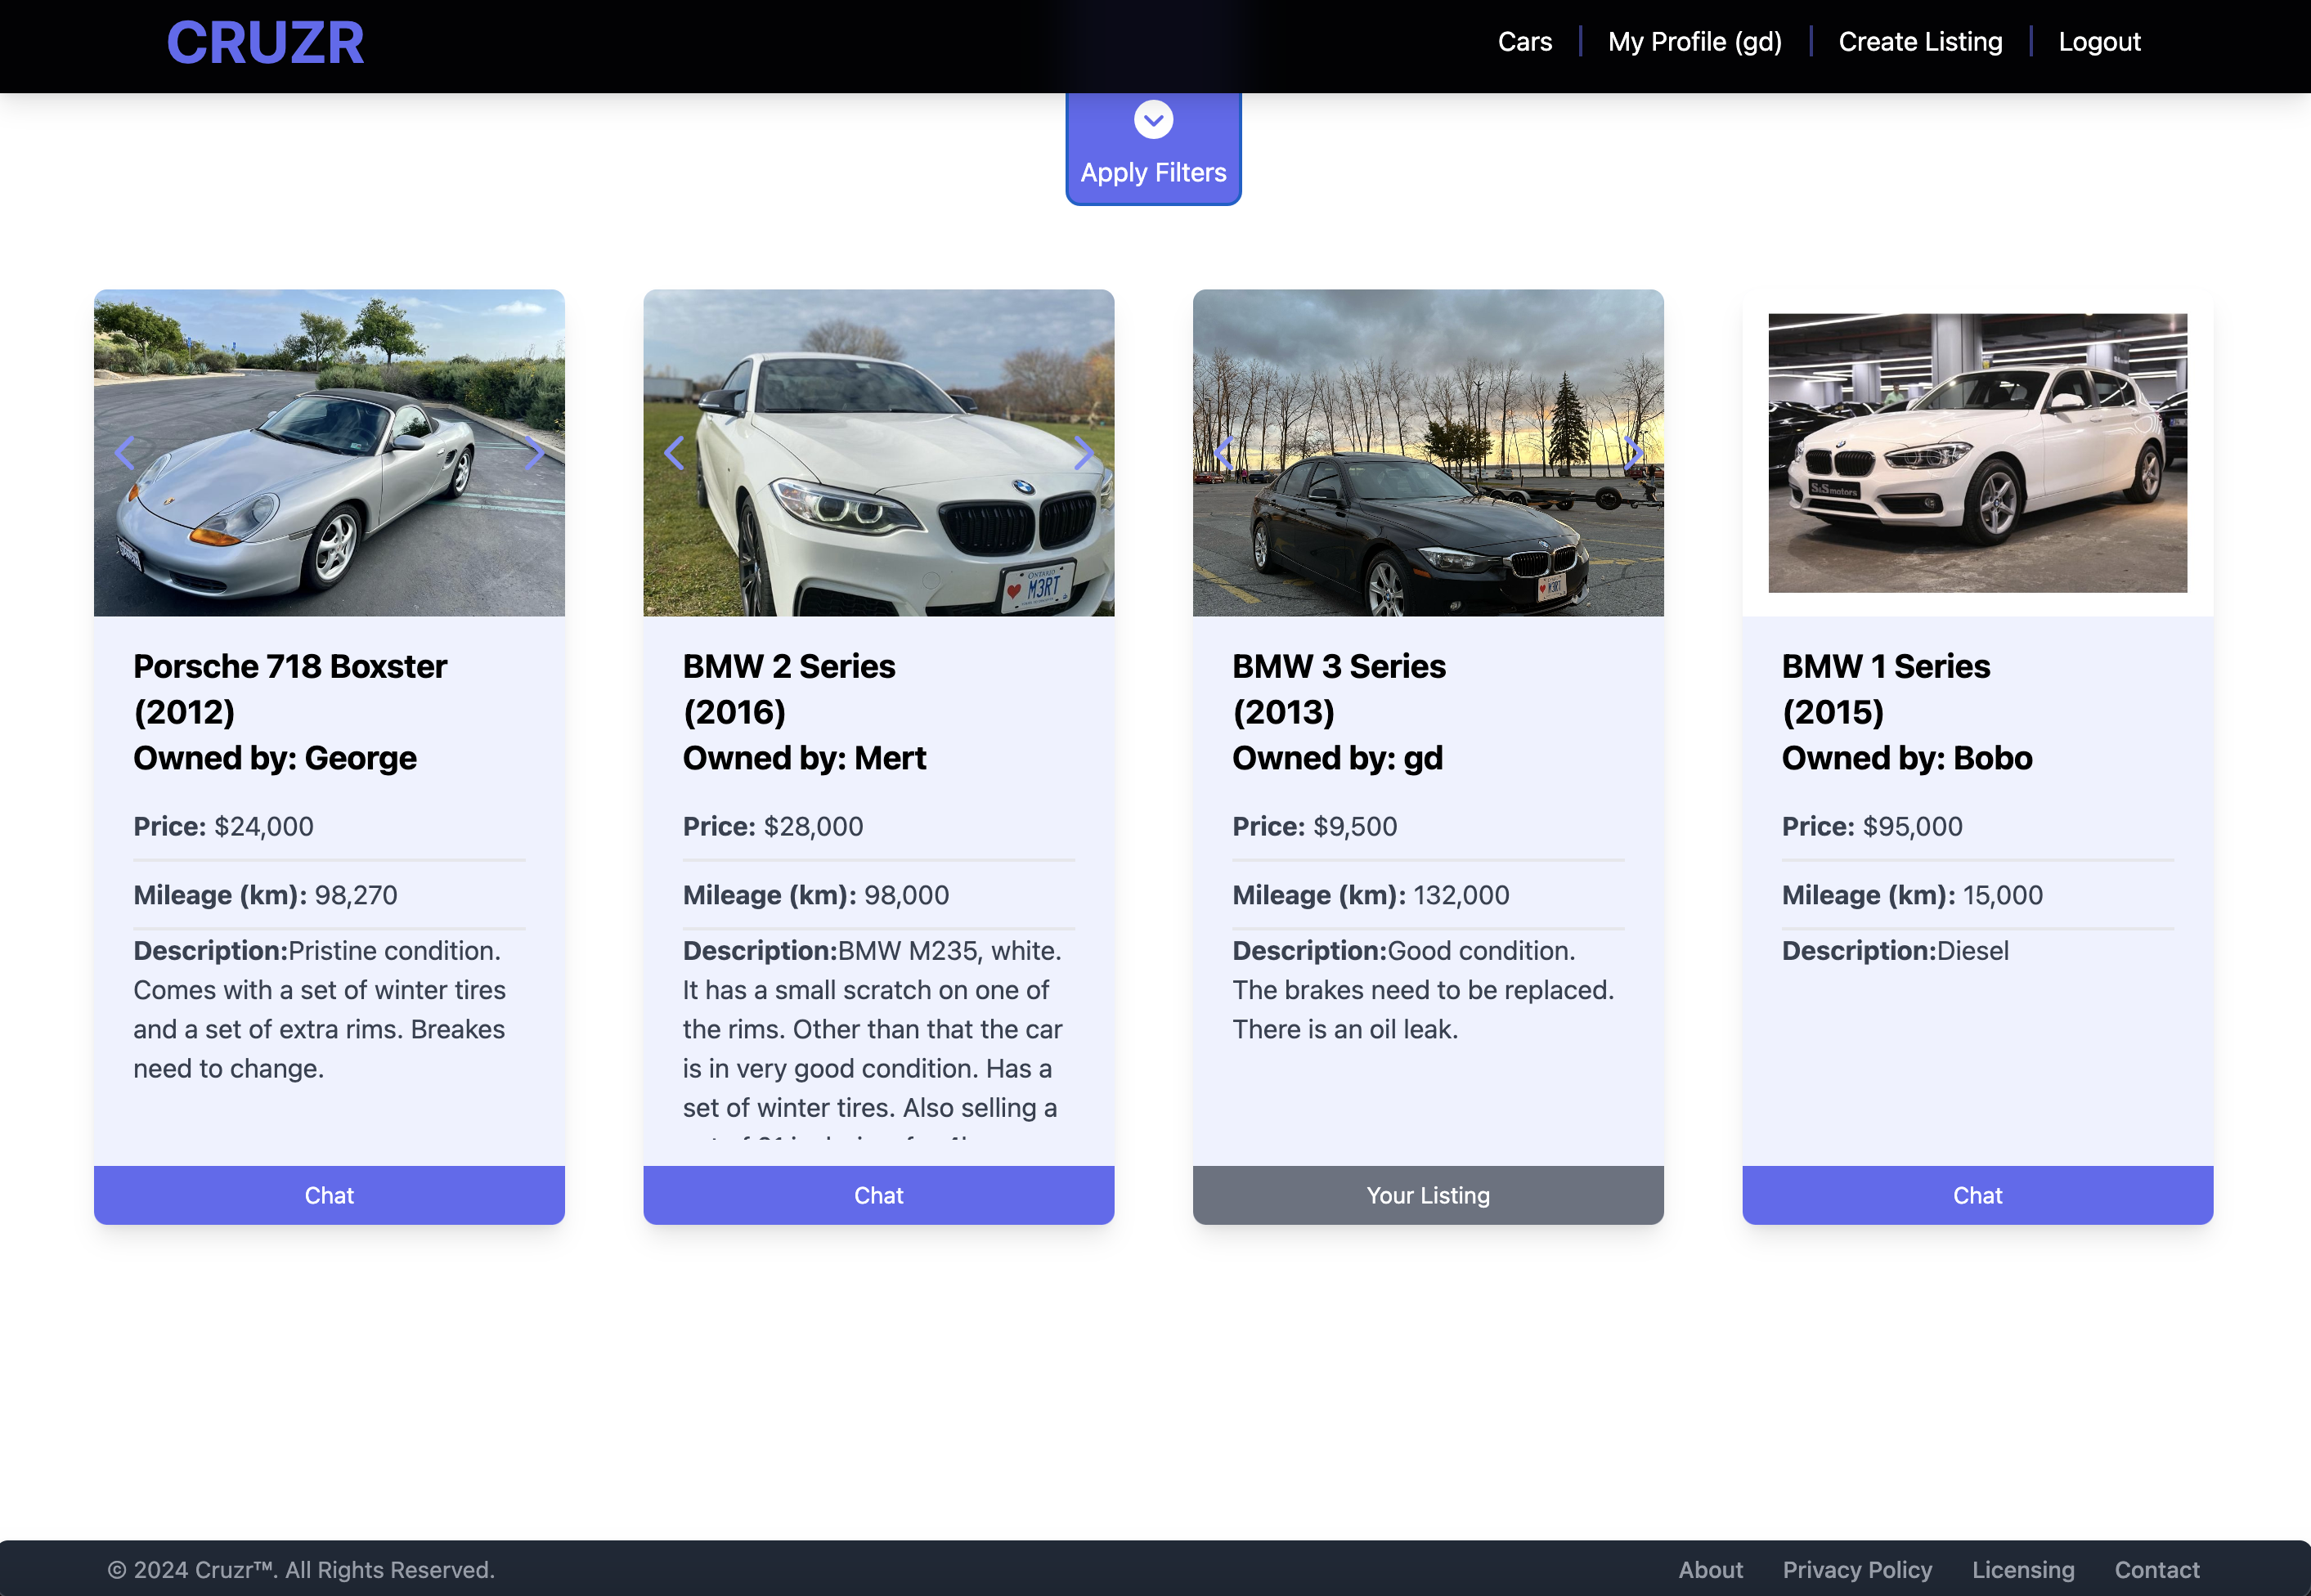 CRUZR
Cars
My Profile (gd)
Create Listing
Logout
Apply Filters
Porsche 718 Boxster
(2012)
Owned by: George
Price: $24,000
Mileage (km): 98,270
Description:Pristine condition.
Comes with a set of winter tires
and a set of extra rims. Breakes
need to change.
Chat
ONTARIO
M3RT
BMW 2 Series
(2016)
Owned by: Mert
Price: $28,000
Mileage (km): 98,000
Description:BMW M235, white.
It has a small scratch on one of
the rims. Other than that the car
is in very good condition. Has a
set of winter tires. Also selling a
Chat
M3RT
BMW 3 Series
(2013)
Owned by: gd
Price: $9,500
Mileage (km): 132,000
Description:Good condition.
The brakes need to be replaced.
There is an oil leak.
Your Listing
S&S motors
BMW 1 Series
(2015)
Owned by: Bobo
Price: $95,000
Mileage (km): 15,000
Description:Diesel
Chat
© 2024 Cruzr™. All Rights Reserved.
About
Privacy Policy
Licensing
Contact